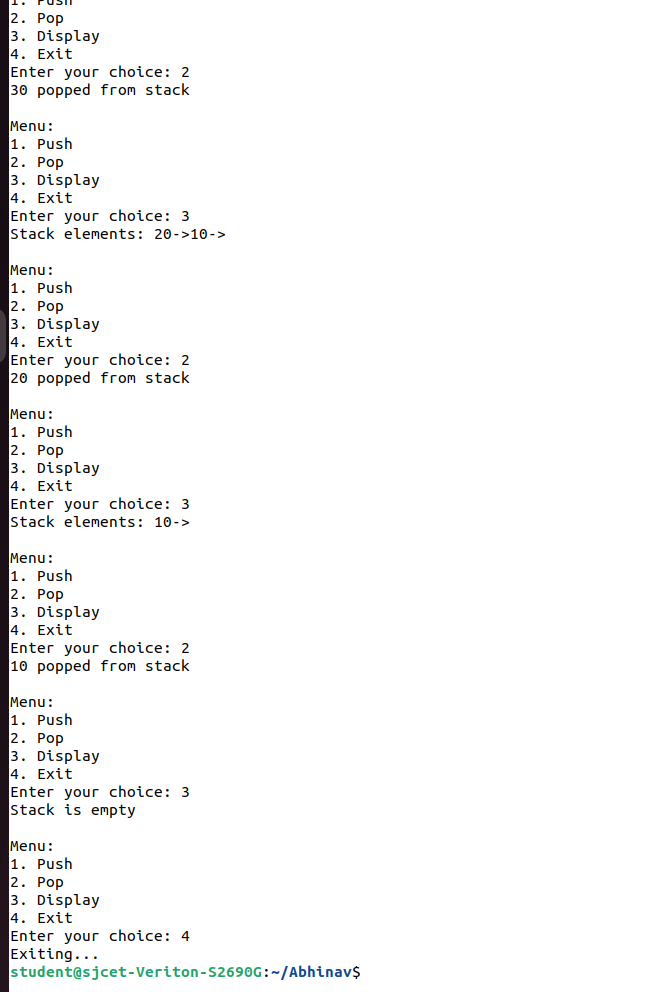 1. Push
2. Pop
3. Display
4. Exit
Enter your choice: 2
30 popped from stack
Menu:
1. Push
2. Pop
3. Display
4. Exit
Enter your choice: 3
Stack elements: 20->10->
Menu:
1. Push
2. Pop
3. Display
4. Exit
Enter your choice: 2
20 popped from stack
Menu:
1. Push
2. Pop
3. Display
4. Exit
Enter your choice: 3
Stack elements: 10->
Menu:
1. Push
2. Pop
3. Display
4. Exit
Enter your choice: 2
10 popped from stack
Menu:
1. Push
2. Pop
3. Display
4. Exit
Enter your choice: 3
Stack is empty
Menu:
1. Push
2. Pop
3. Display
4. Exit
Enter your choice: 4
Exiting...
student@sjcet-Veriton-S2690G:~/Abhinav$